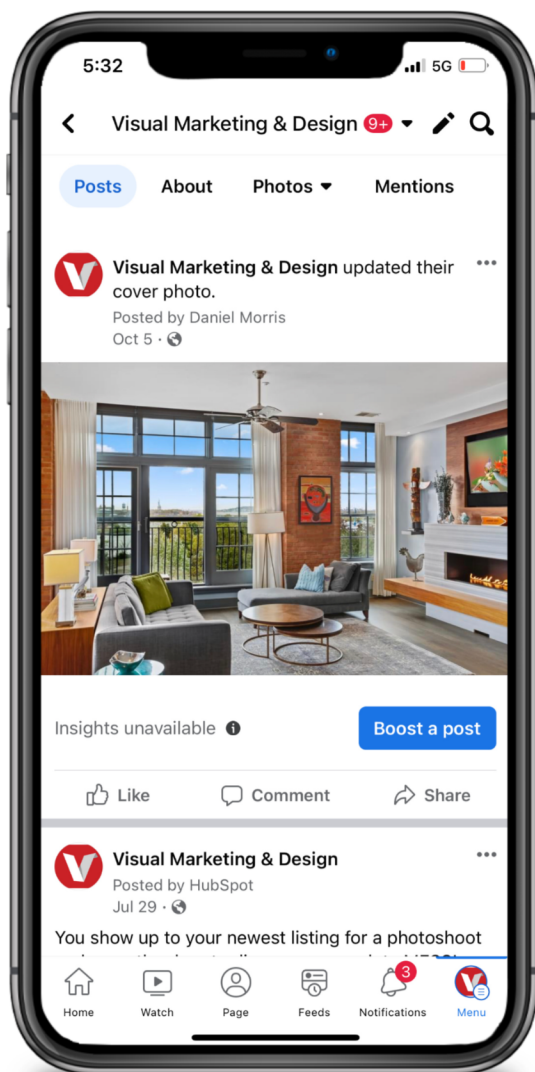 5:32
5G
Visual Marketing & Design 9+
Posts About Photos Mentions
Visual Marketing & Design updated their
cover photo.
Posted by Daniel Morris
Oct 5 ·
Insights unavailable
Boost a post
Like Comment Share
Visual Marketing & Design
Posted by HubSpot
Jul 29 ·
You show up to your newest listing for a photoshoot
3
Home Watch Page Feeds Notifications Menu